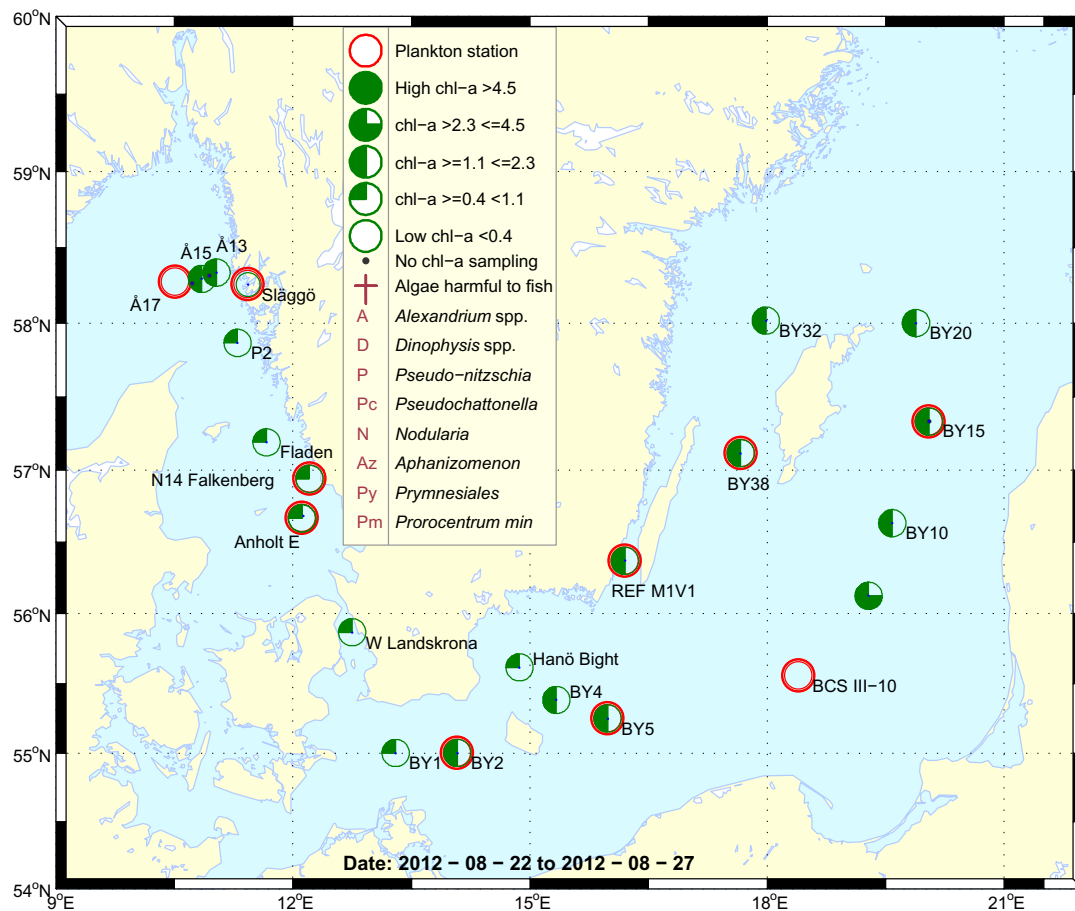 60°N
59°N
58°N
57°N
56°N
55°N
54°N
9°E
12°E
15°E
18°E
21°E
Plankton station
High chl−a >4.5
chl−a >2.3 <=4.5
chl−a >=1.1 <=2.3
chl−a >=0.4 <1.1
Low chl−a <0.4
No chl−a sampling
Algae harmful to fish
A Alexandrium spp.
D Dinophysis spp.
P Pseudo−nitzschia
Pc Pseudochattonella
N Nodularia
Az Aphanizomenon
Py Prymnesiales
Pm Prorocentrum min
Å13
Å15
Å17
Släggö
P2
Fladen
N14 Falkenberg
Anholt E
W Landskrona
Hanö Bight
BY4
BY5
BY1
BY2
REF M1V1
BY32
BY20
BY15
BY38
BY10
BCS III−10
Date: 2012 − 08 − 22 to 2012 − 08 − 27